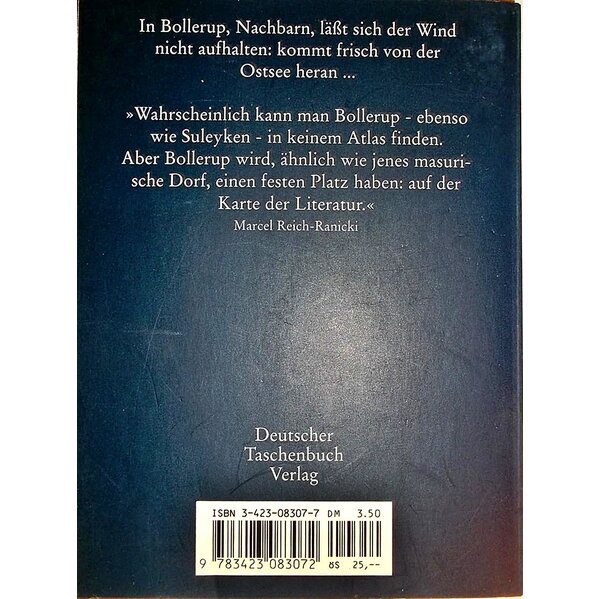 In Bollerup, Nachbarn, läßt sich der Wind
nicht aufhalten: kommt frisch von der
Ostsee heran ...
»Wahrscheinlich kann man Bollerup - ebenso
wie Suleyken - in keinem Atlas finden.
Aber Bollerup wird, ähnlich wie jenes masuri-
sche Dorf, einen festen Platz haben: auf der
Karte der Literatur.«
Marcel Reich-Ranicki
Deutscher
Taschenbuch
Verlag
ISBN 3-423-08307-7 DM 3.50
9 783423 083072 öS 25,--